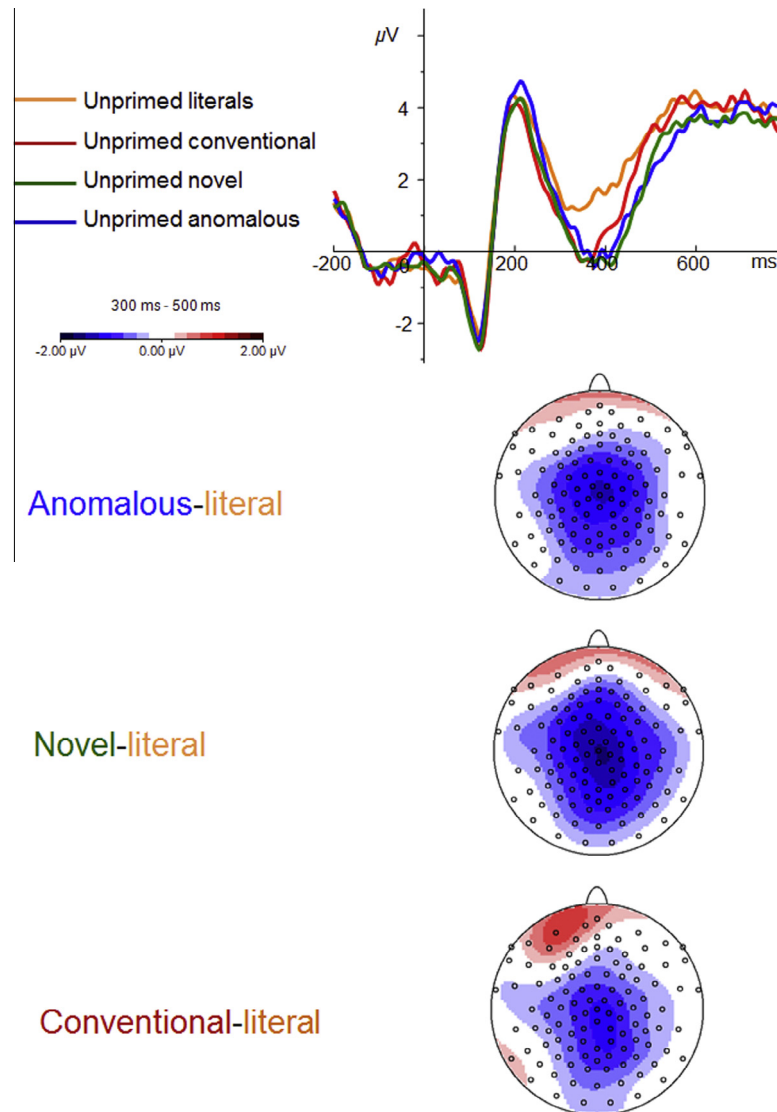 µV
Unprimed literals
Unprimed conventional
Unprimed novel
Unprimed anomalous
4
2
-200 0 200 400 600 ms
-2
300 ms - 500 ms
-2.00 µV 0.00 µV 2.00 µV
Anomalous-literal
Novel-literal
Conventional-literal